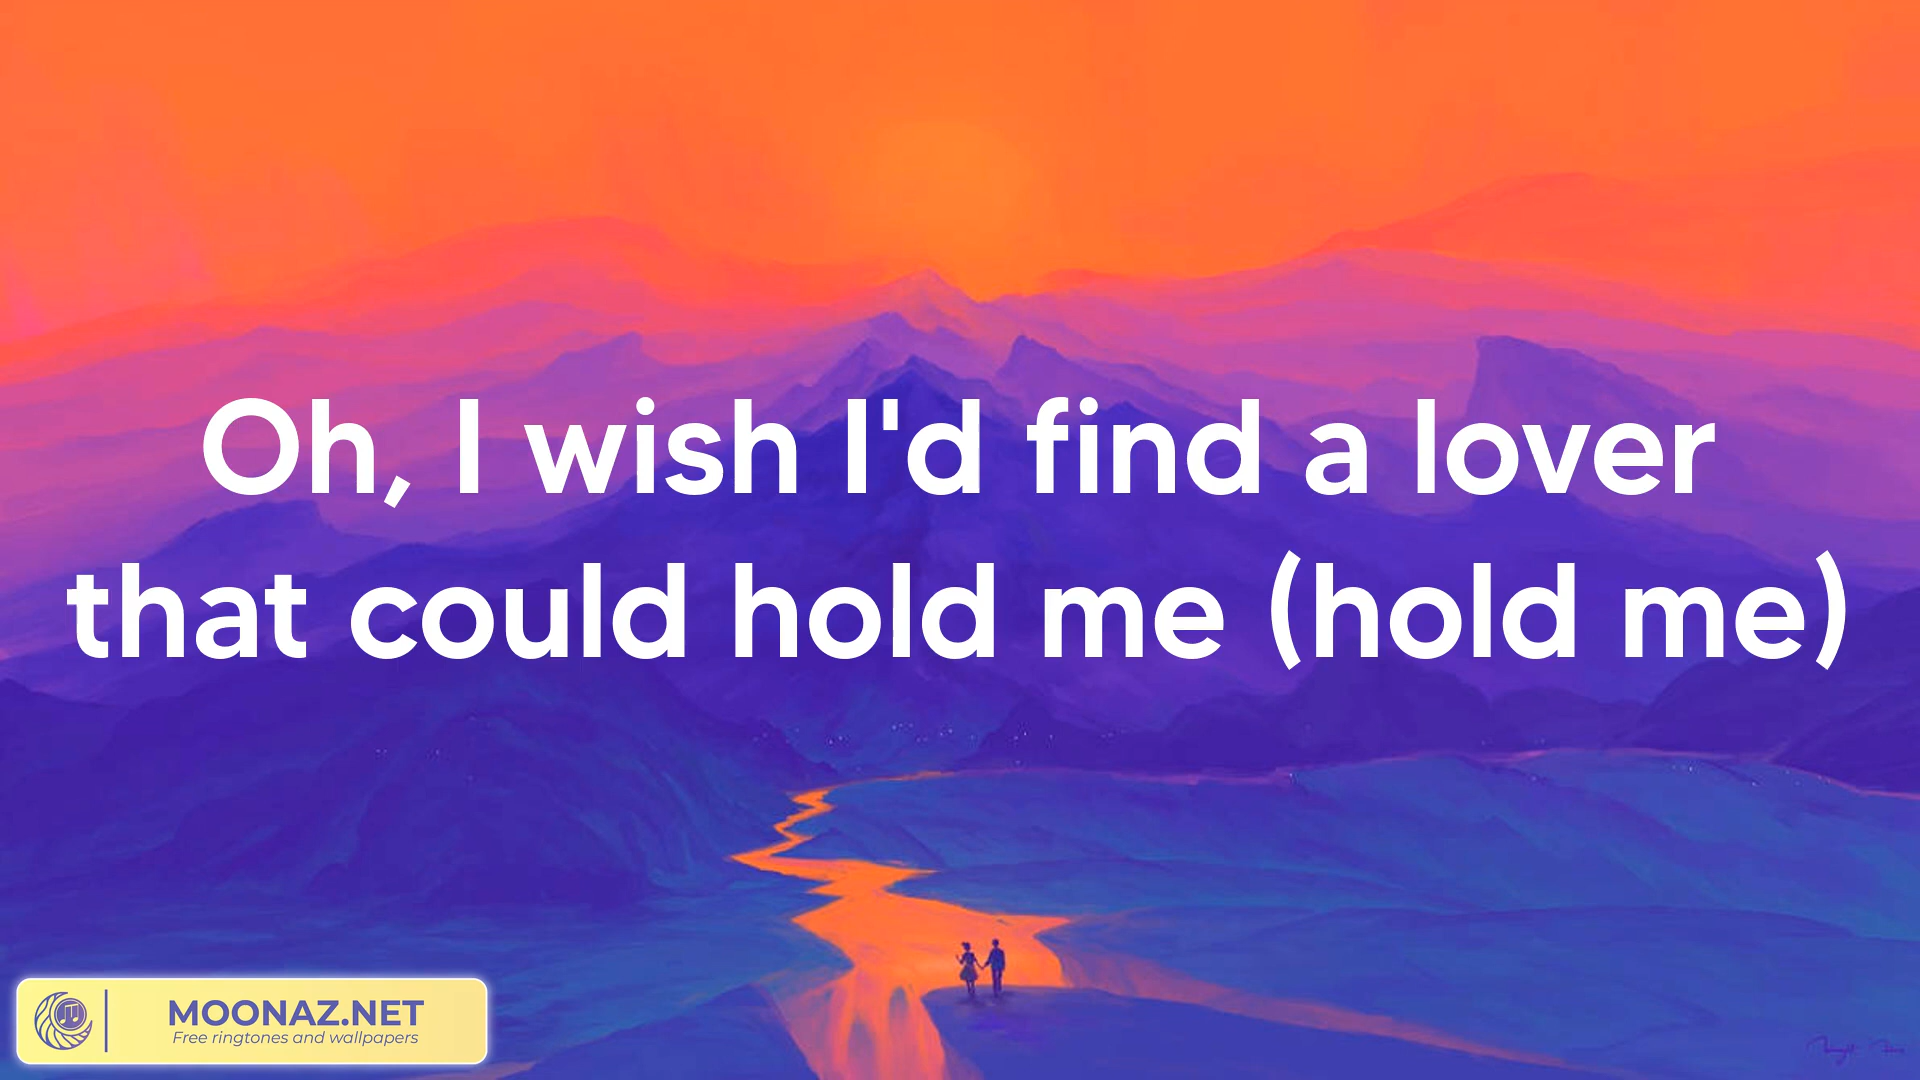 Oh, I wish I'd find a lover
that could hold me (hold me)
MOONAZ.NET
Free ringtones and wallpapers